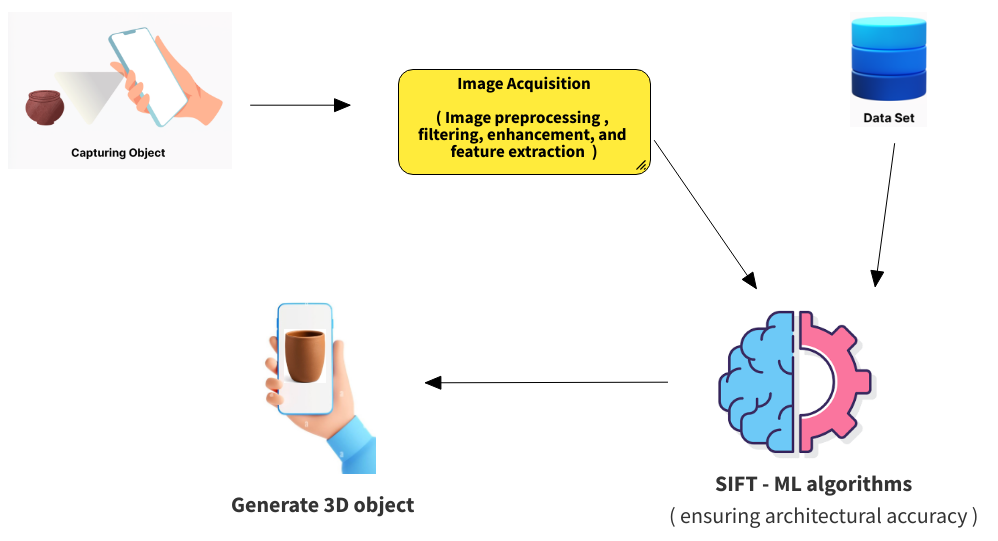 Capturing Object
Image Acquisition
( Image preprocessing ,
filtering, enhancement, and
feature extraction )
Data Set
SIFT - ML algorithms
( ensuring architectural accuracy )
Generate 3D object